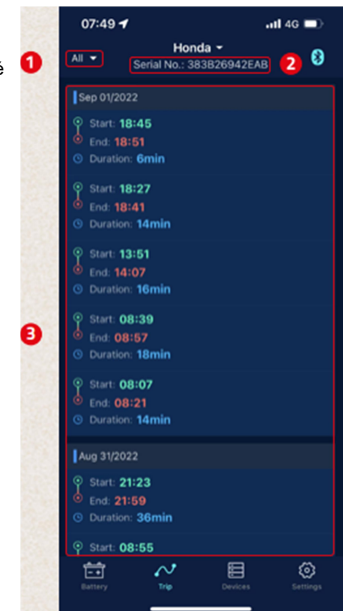 07:49 4G
é
1 All Honda
Serial No.: 383B26942EAB 2
Sep 01/2022
Start: 18:45
End: 18:51
Duration: 6min
Start: 18:27
End: 18:41
Duration: 14min
Start: 13:51
End: 14:07
Duration: 16min
3
Start: 08:39
End: 08:57
Duration: 18min
Start: 08:07
End: 08:21
Duration: 14min
Aug 31/2022
Start: 21:23
End: 21:59
Duration: 36min
Start: 08:55
Battery Trip Devices Settings